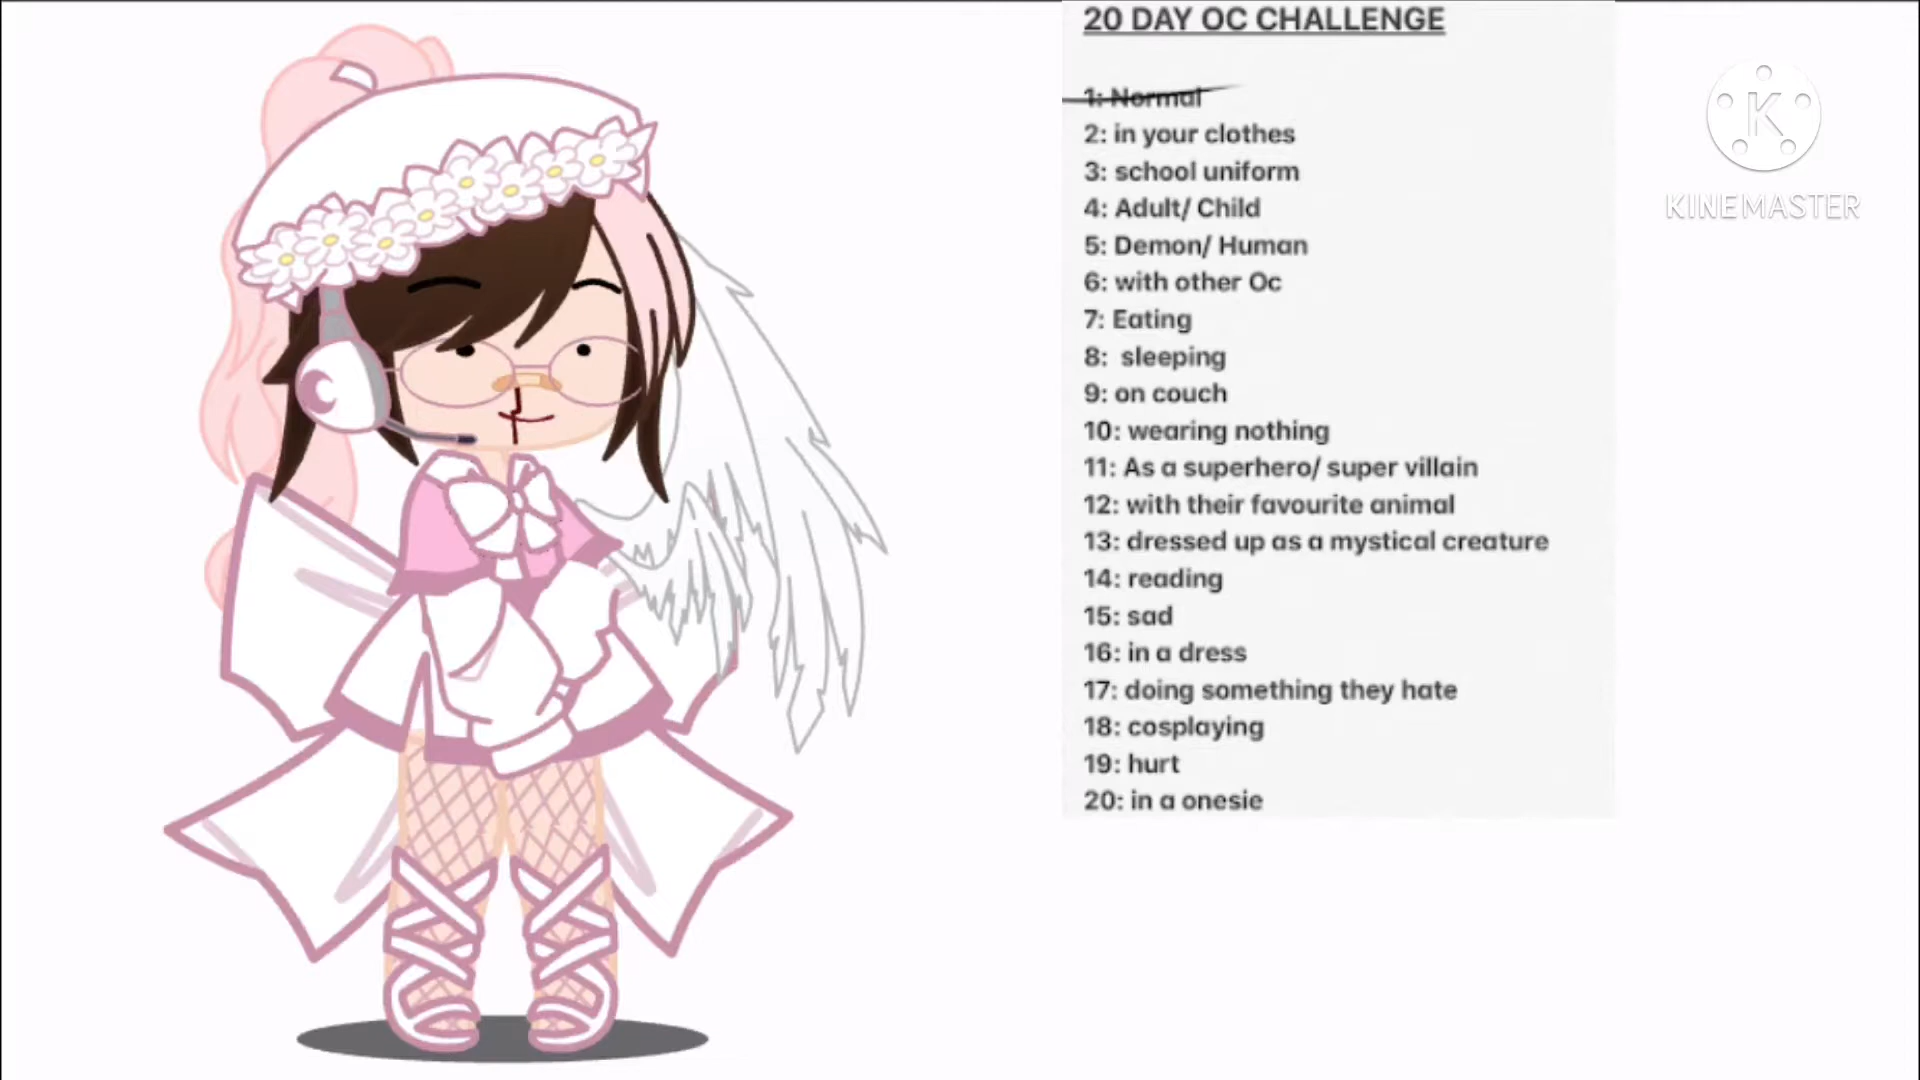 20 DAY OC CHALLENGE
1: Normal
2: in your clothes
3: school uniform
4: Adult/ Child
5: Demon/ Human
6: with other Oc
7: Eating
8: sleeping
9: on couch
10: wearing nothing
11: As a superhero/ super villain
12: with their favourite animal
13: dressed up as a mystical creature
14: reading
15: sad
16: in a dress
17: doing something they hate
18: cosplaying
19: hurt
20: in a onesie
K
KINEMASTER